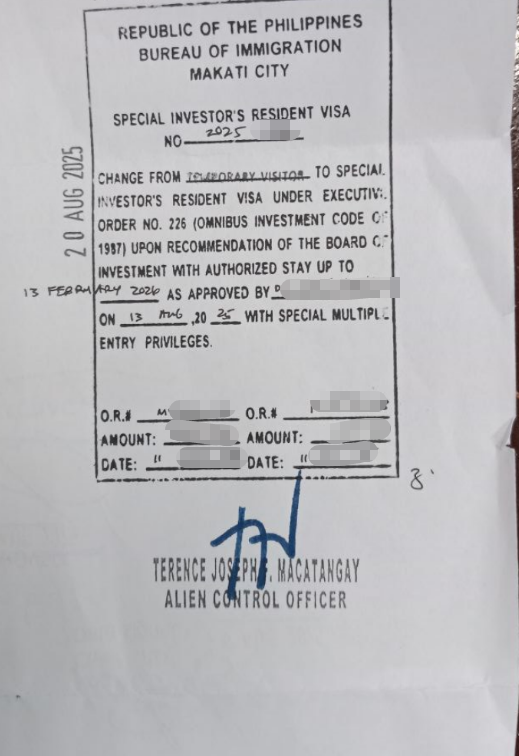 REPUBLIC OF THE PHILIPPINES
BUREAU OF IMMIGRATION
MAKATI CITY
SPECIAL INVESTOR'S RESIDENT VISA
NO 2025
20 AUG 2025
CHANGE FROM TEMPORARY VISITOR TO SPECIAL
INVESTOR'S RESIDENT VISA UNDER EXECUTIV
ORDER NO. 226 (OMNIBUS INVESTMENT CODE OF
1987) UPON RECOMMENDATION OF THE BOARD OF
INVESTMENT WITH AUTHORIZED STAY UP TO
13 FEBRUARY 2026 AS APPROVED BY
ON 13 AUG ,20 25 WITH SPECIAL MULTIPLE
ENTRY PRIVILEGES.
O.R.# O.R.#
AMOUNT: AMOUNT:
DATE: " DATE: "
TERENCE JOSEPH MACATANGAY
ALIEN CONTROL OFFICER